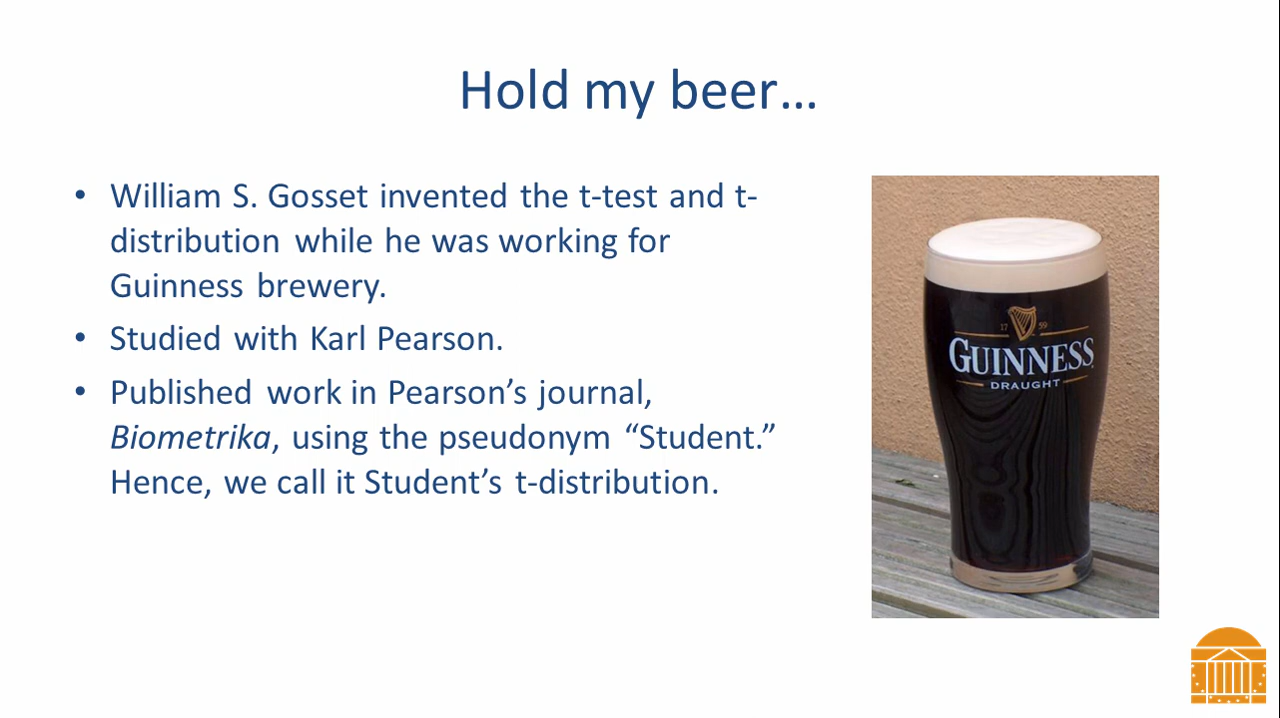 Hold my beer…
• William S. Gosset invented the t-test and t-
distribution while he was working for
Guinness brewery.
• Studied with Karl Pearson.
• Published work in Pearson’s journal,
Biometrika, using the pseudonym “Student.”
Hence, we call it Student’s t-distribution.
17 59
GUINNESS
DRAUGHT